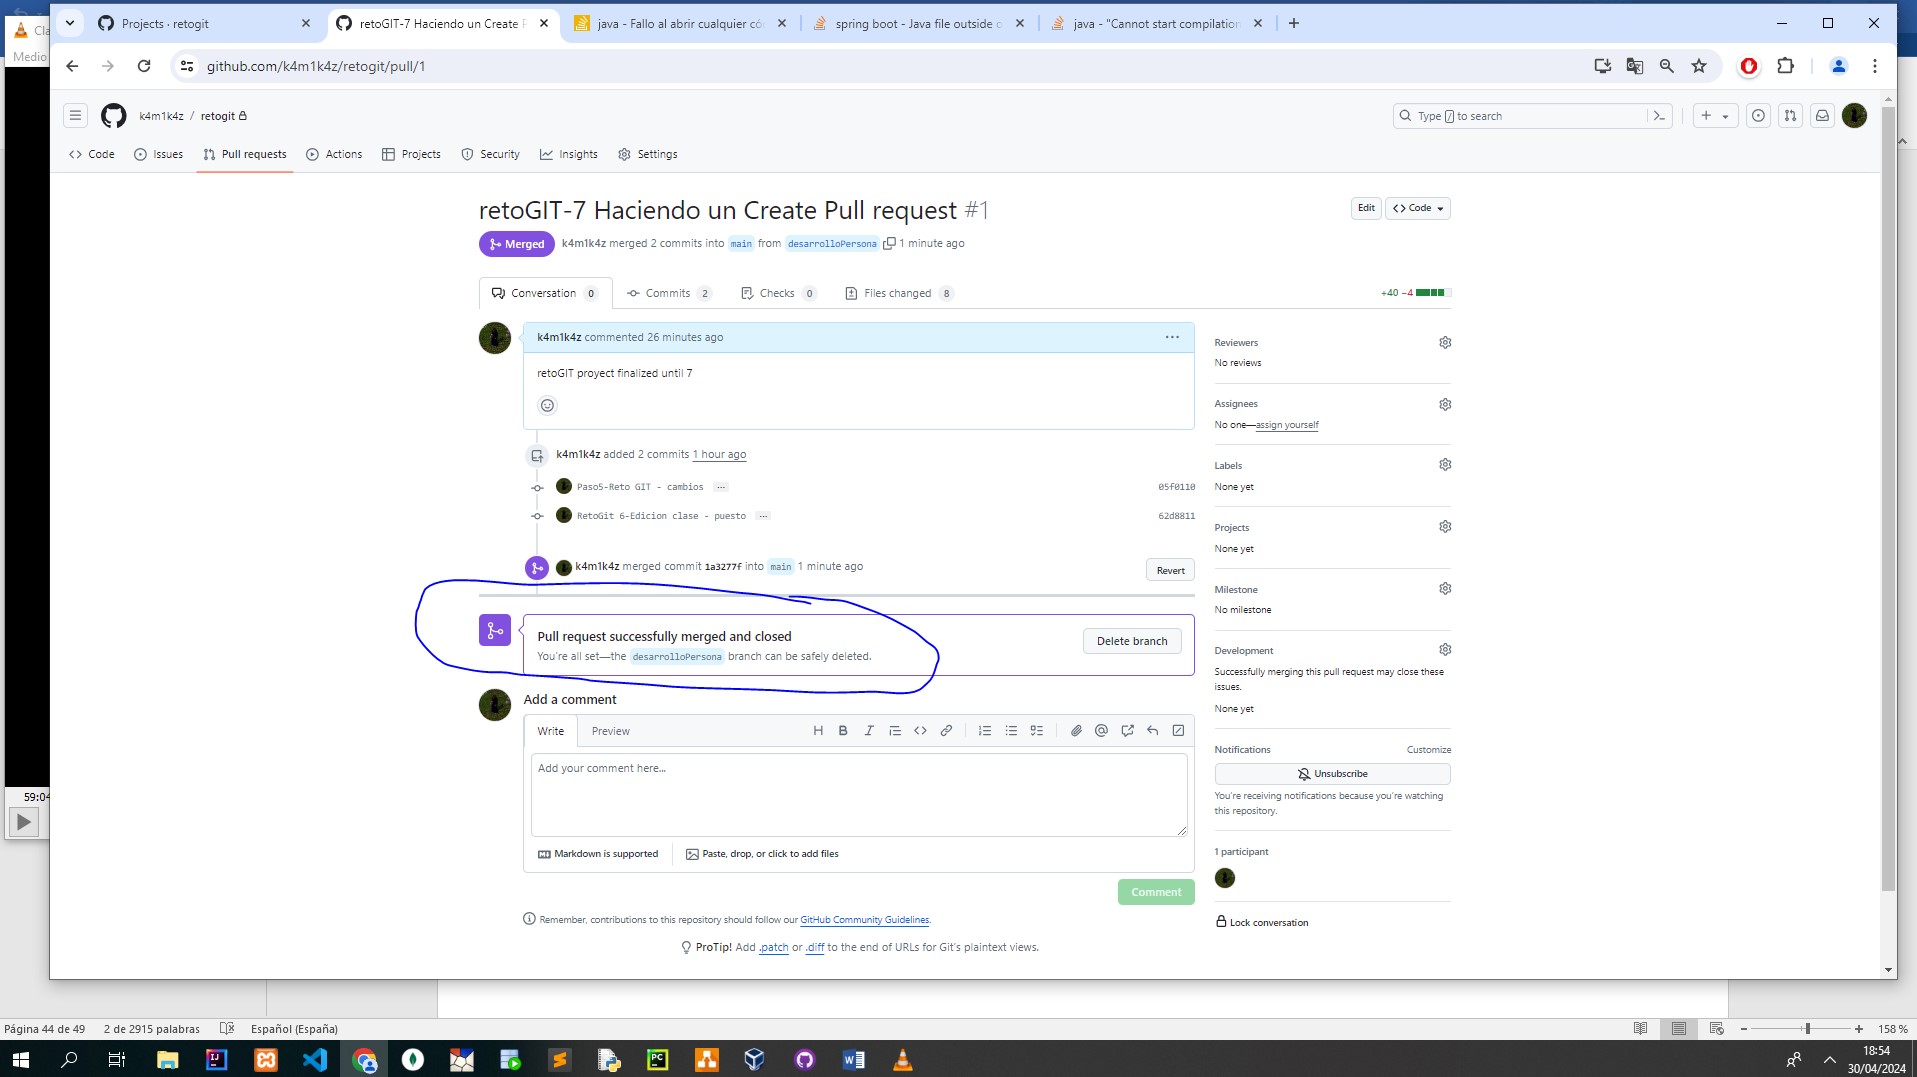 Cla
Projects · retogit
retoGIT-7 Haciendo un Create P
java - Fallo al abrir cualquier có
spring boot - Java file outside o
java - "Cannot start compilation
Medio
github.com/k4m1k4z/retogit/pull/1
k4m1k4z / retogit
Type / to search
Code
Issues
Pull requests
Actions
Projects
Security
Insights
Settings
retoGIT-7 Haciendo un Create Pull request #1
Edit
<> Code
Merged
k4m1k4z merged 2 commits into main from desarrolloPersona 1 minute ago
Conversation 0
Commits 2
Checks 0
Files changed 8
+40 −4
k4m1k4z commented 26 minutes ago
retoGIT proyect finalized until 7
k4m1k4z added 2 commits 1 hour ago
Paso5-Reto GIT - cambios ...
05f0110
RetoGit 6-Edicion clase - puesto ...
62d8811
k4m1k4z merged commit 1a3277f into main 1 minute ago
Revert
Pull request successfully merged and closed
You're all set—the desarrolloPersona branch can be safely deleted.
Delete branch
Add a comment
Write
Preview
H B I
Add your comment here...
Markdown is supported
Paste, drop, or click to add files
Comment
Remember, contributions to this repository should follow our GitHub Community Guidelines.
ProTip! Add .patch or .diff to the end of URLs for Git's plaintext views.
Reviewers
No reviews
Assignees
No one—assign yourself
Labels
None yet
Projects
None yet
Milestone
No milestone
Development
Successfully merging this pull request may close these
issues.
None yet
Notifications
Customize
Unsubscribe
You're receiving notifications because you're watching
this repository.
1 participant
Lock conversation
59:04
Página 44 de 49
2 de 2915 palabras
Español (España)
158 %
18:54
30/04/2024